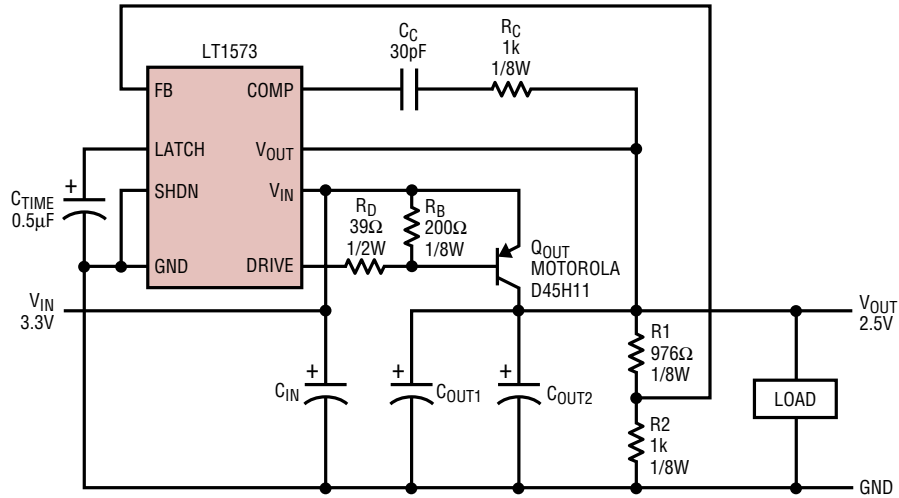 LT1573
FB
COMP
LATCH
V_OUT
SHDN
V_IN
GND
DRIVE
C_C
30pF
R_C
1k
1/8W
C_TIME
0.5µF
+
R_D
39Ω
1/2W
R_B
200Ω
1/8W
Q_OUT
MOTOROLA
D45H11
V_IN
3.3V
V_OUT
2.5V
+
C_IN
+
C_OUT1
+
C_OUT2
R1
976Ω
1/8W
R2
1k
1/8W
LOAD
GND